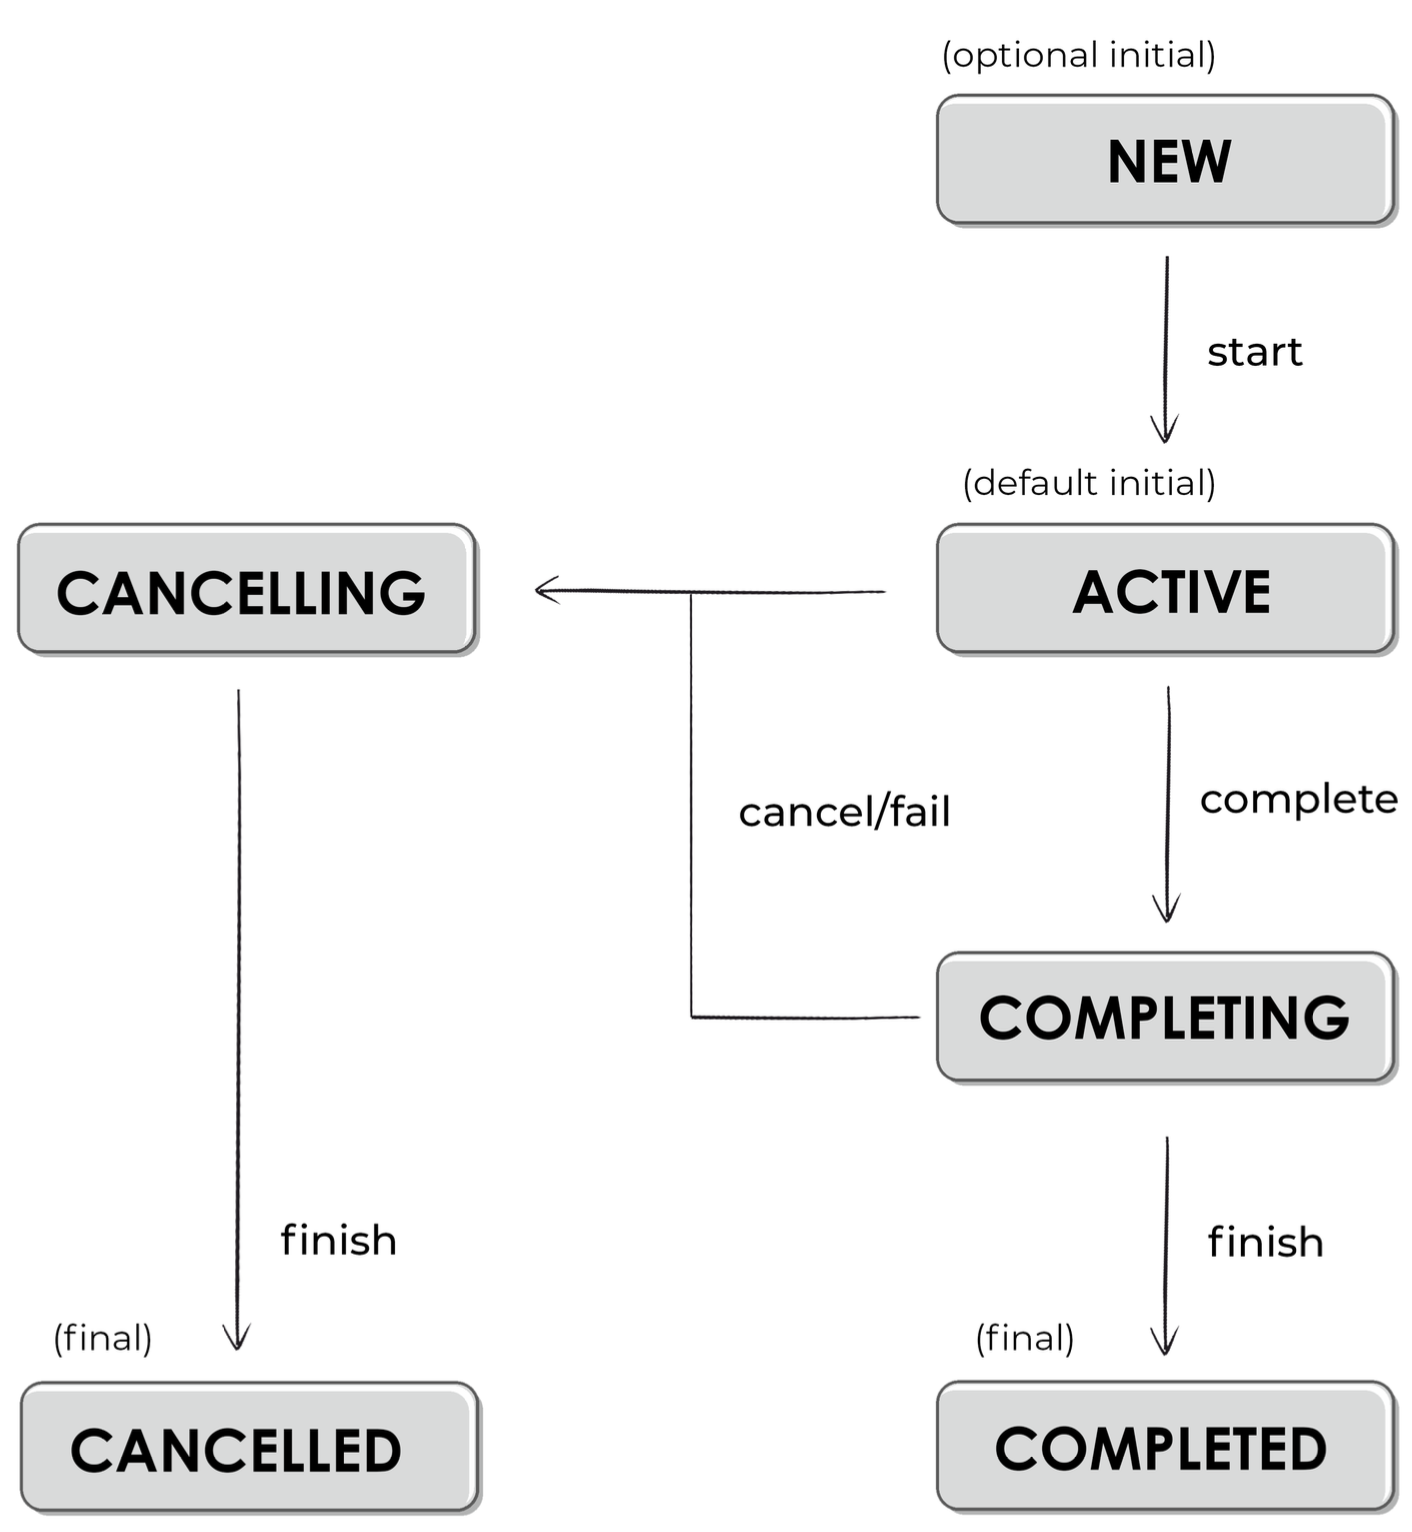 (optional initial)
NEW
start
(default initial)
CANCELLING
ACTIVE
cancel/fail
complete
COMPLETING
finish
finish
(final)
(final)
CANCELLED
COMPLETED